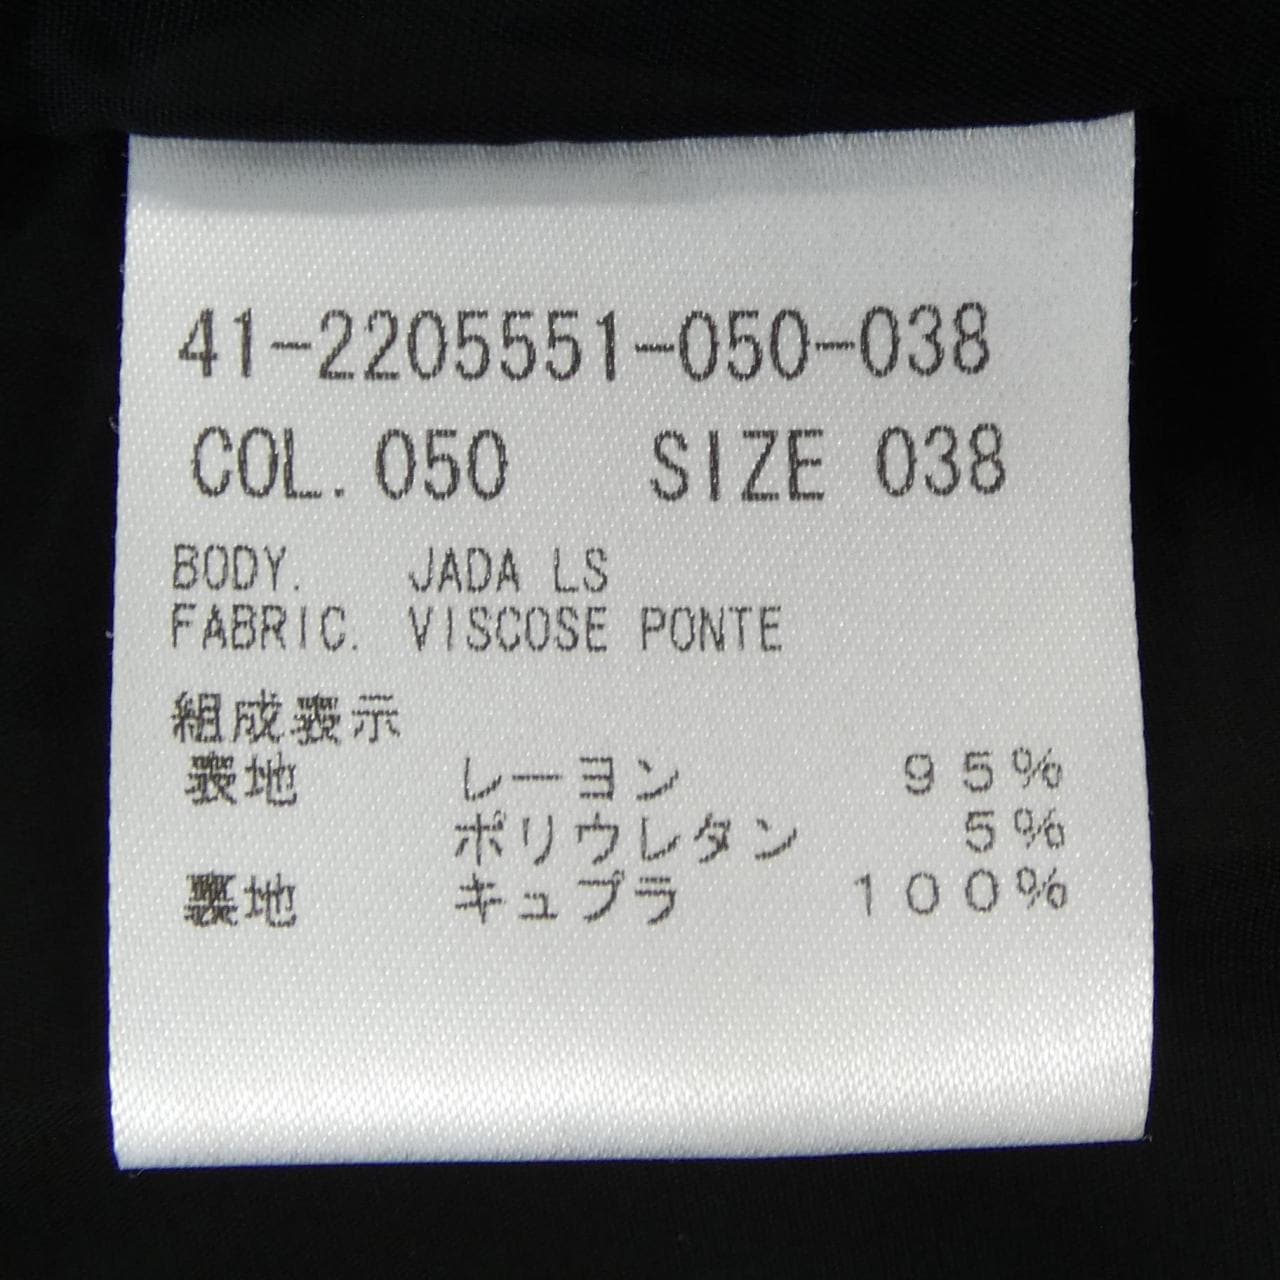 41-2205551-050-038
COL. 050 SIZE 038
BODY. JADA LS
FABRIC. VISCOSE PONTE
組成表示
表地 レーヨン 95%
ポリウレタン 5%
裏地 キュプラ 100%